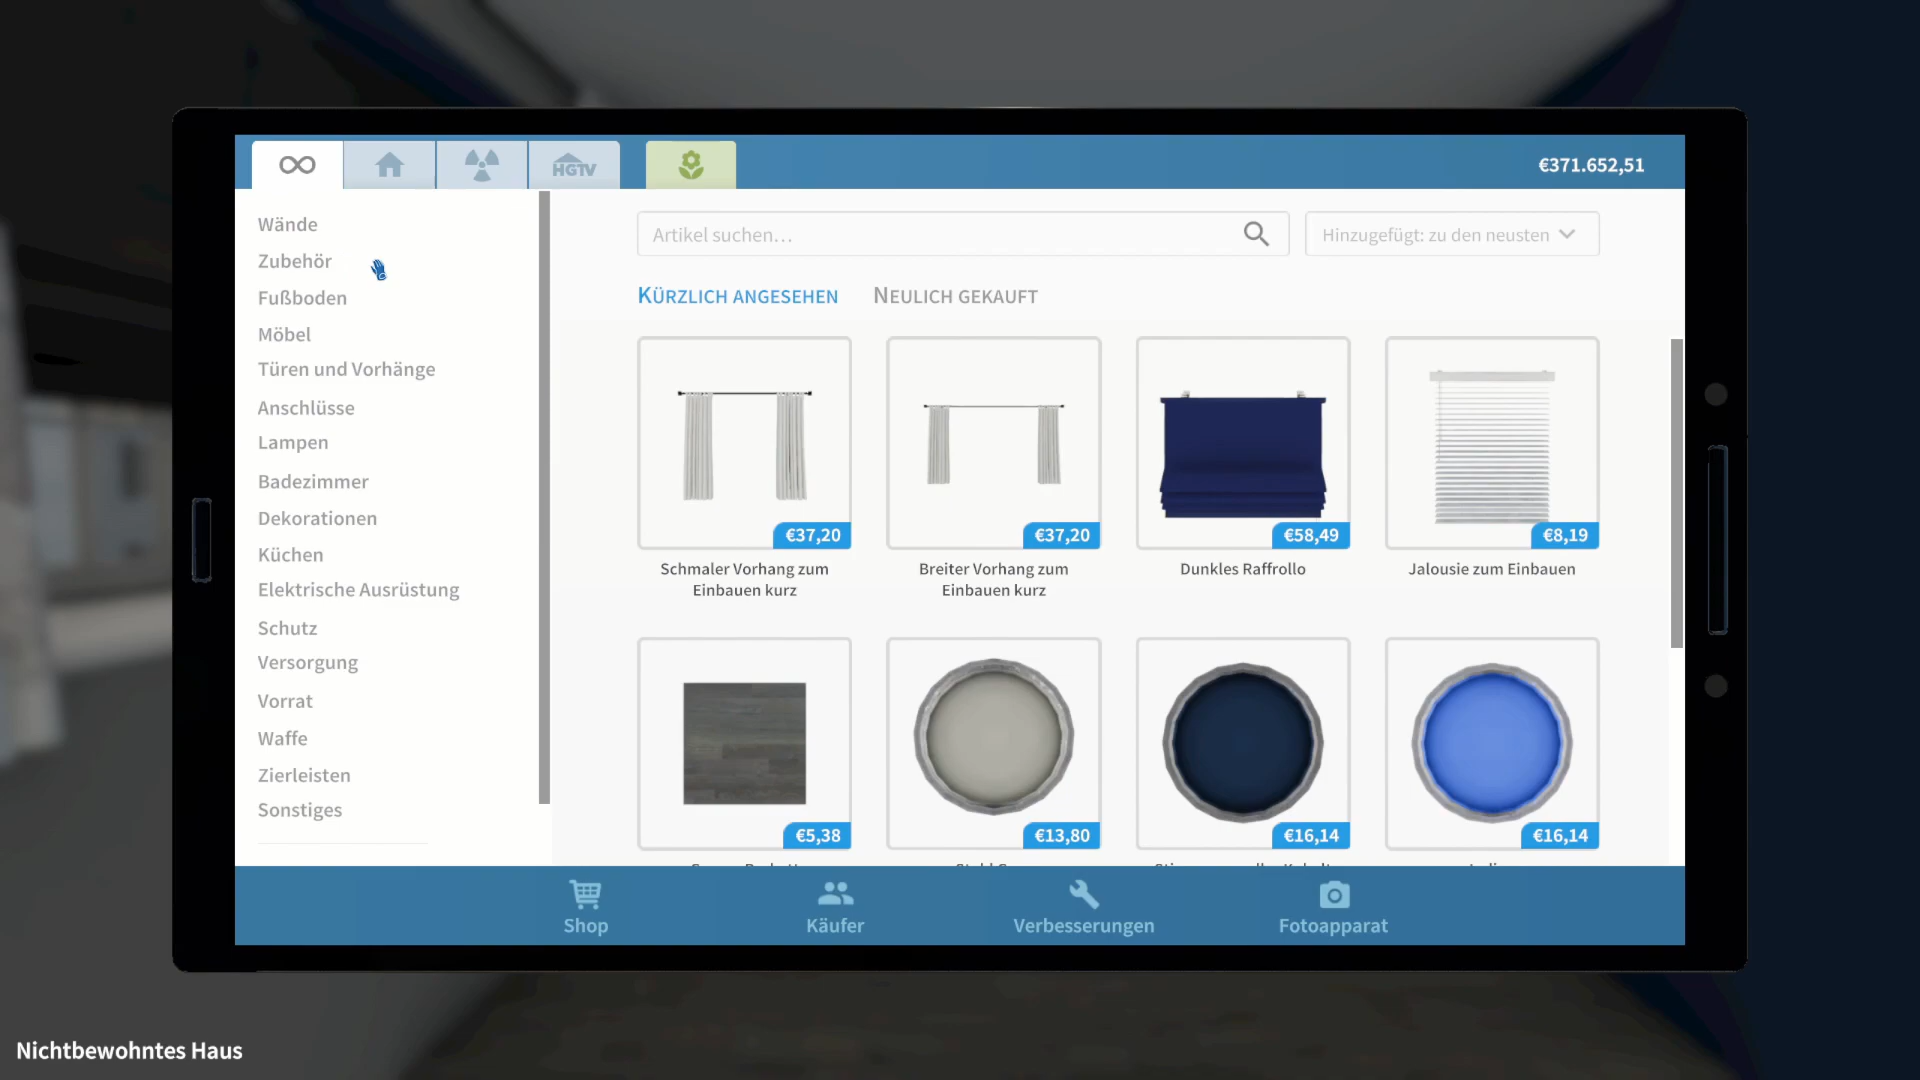 HGTV
€371.652,51
Wände
Zubehör
Fußboden
Möbel
Türen und Vorhänge
Anschlüsse
Lampen
Badezimmer
Dekorationen
Küchen
Elektrische Ausrüstung
Schutz
Versorgung
Vorrat
Waffe
Zierleisten
Sonstiges
Artikel suchen...
Hinzugefügt: zu den neusten
KÜRZLICH ANGESEHEN
NEULICH GEKAUFT
€37,20
€37,20
€58,49
€8,19
Schmaler Vorhang zum
Einbauen kurz
Breiter Vorhang zum
Einbauen kurz
Dunkles Raffrollo
Jalousie zum Einbauen
€5,38
€13,80
€16,14
€16,14
Shop
Käufer
Verbesserungen
Fotoapparat
Nichtbewohntes Haus